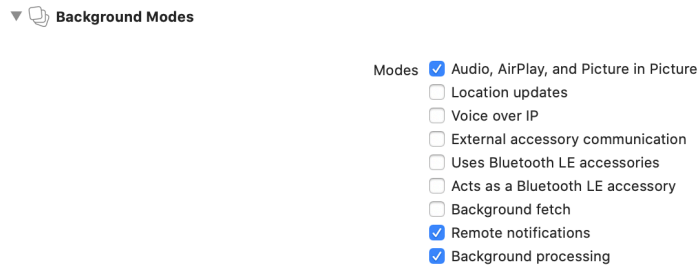 Background Modes
Modes Audio, AirPlay, and Picture in Picture
Location updates
Voice over IP
External accessory communication
Uses Bluetooth LE accessories
Acts as a Bluetooth LE accessory
Background fetch
Remote notifications
Background processing